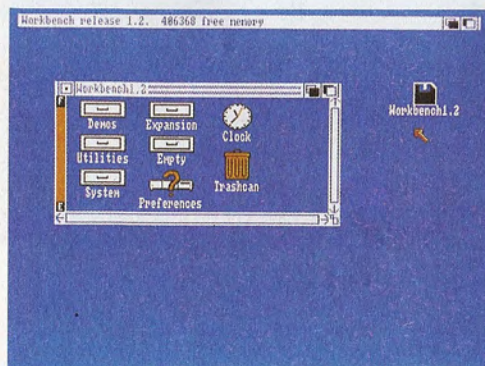 Workbench release 1.2. 406368 free memory
Workbench1.2
Workbench1.2
F
Demos
Expansion
Clock
Utilities
Empty
Trashcan
System
Preferences
E